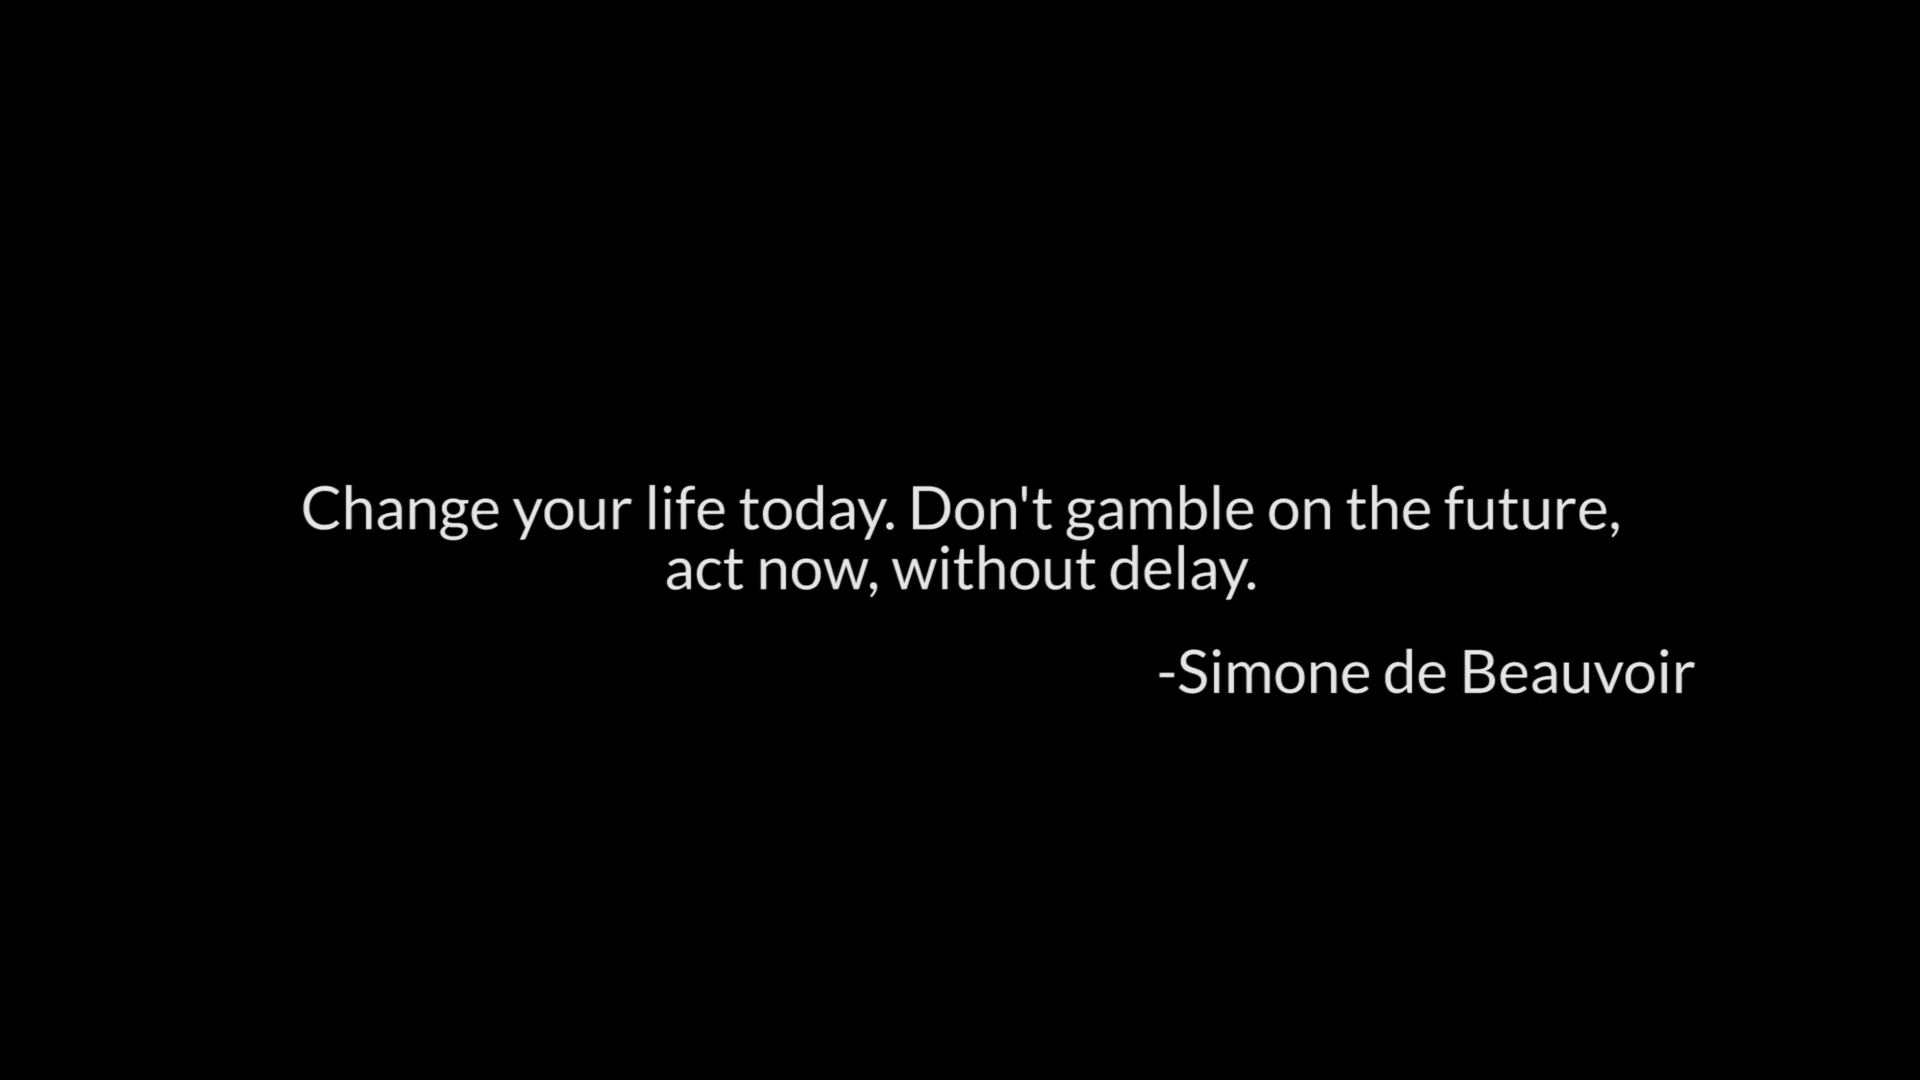 Change your life today. Don't gamble on the future,
act now, without delay.
-Simone de Beauvoir